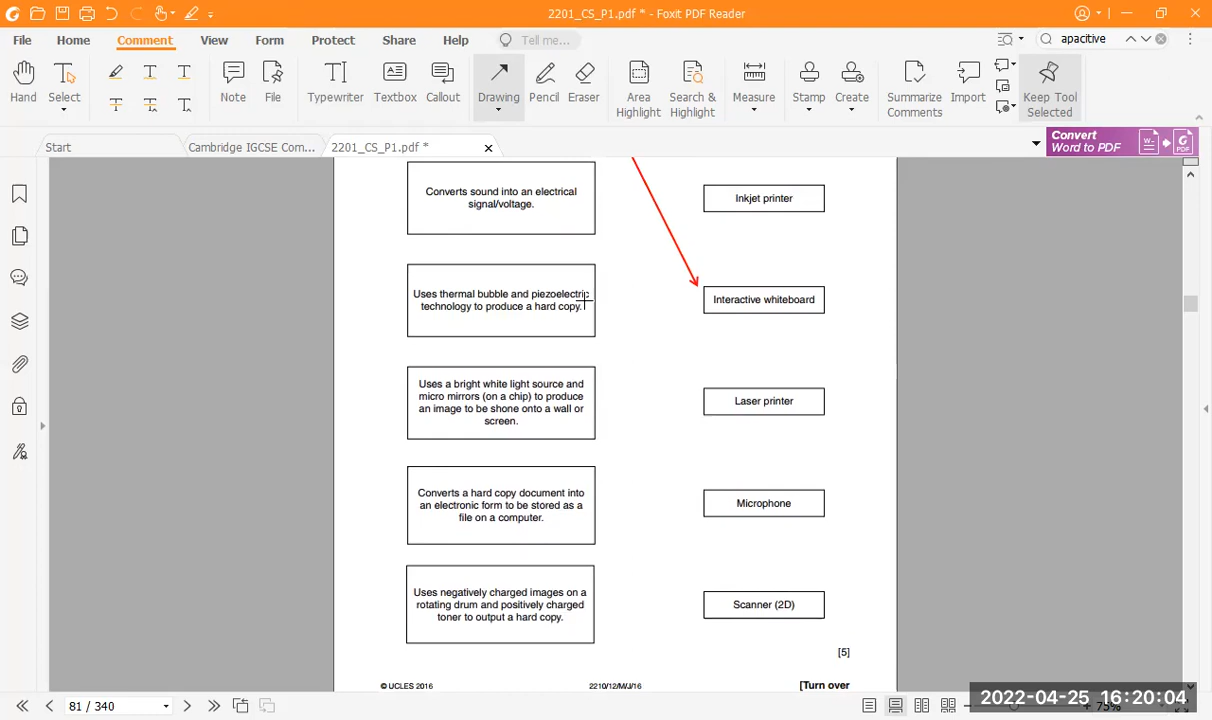 2201_CS_P1.pdf * - Foxit PDF Reader
File Home Comment View Form Protect Share Help Tell me... apacitive
Hand Select Note File Typewriter Textbox Callout Drawing Pencil Eraser Area Highlight Search & Highlight Measure Stamp Create Summarize Comments Import Keep Tool Selected
Start Cambridge IGCSE Com... 2201_CS_P1.pdf * Convert Word to PDF
Converts sound into an electrical
signal/voltage.
Inkjet printer
Uses thermal bubble and piezoelectric
technology to produce a hard copy.
Interactive whiteboard
Uses a bright white light source and
micro mirrors (on a chip) to produce
an image to be shone onto a wall or
screen.
Laser printer
Converts a hard copy document into
an electronic form to be stored as a
file on a computer.
Microphone
Uses negatively charged images on a
rotating drum and positively charged
toner to output a hard copy.
Scanner (2D)
[5]
© UCLES 2016 2210/12/M/J/16 [Turn over
81 / 340 75%
2022-04-25 16:20:04